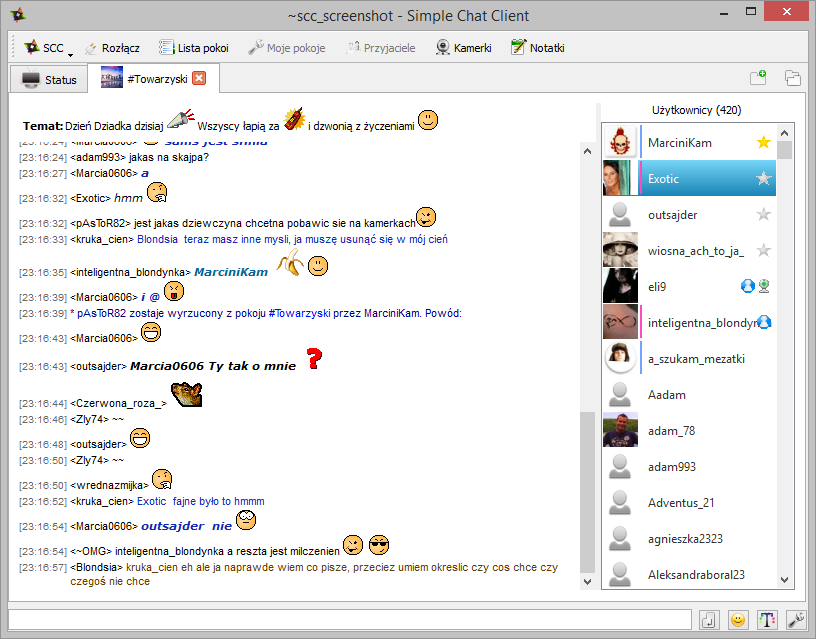 ~scc_screenshot - Simple Chat Client
SCC Rozłącz Lista pokoi Moje pokoje Przyjaciele Kamerki Notatki
Status #Towarzyski
Temat: Dzień Dziadka dzisiaj Wszyscy łapią za i dzwonią z życzeniami
[23:16:24] <Marcia0606> sams jest
[23:16:24] <adam993> jakas na skajpa?
[23:16:27] <Marcia0606> a
[23:16:32] <Exotic> hmm
[23:16:32] <pAsToR82> jest jakas dziewczyna chcetna pobawic sie na kamerkach
[23:16:33] <kruka_cien> Blondsia teraz masz inne mysli, ja muszę usunąć się w mój cień
[23:16:35] <inteligentna_blondynka> MarciniKam
[23:16:39] <Marcia0606> i @
[23:16:39] * pAsToR82 zostaje wyrzucony z pokoju #Towarzyski przez MarciniKam. Powód:
[23:16:43] <Marcia0606>
[23:16:43] <outsajder> Marcia0606 Ty tak o mnie
[23:16:44] <Czerwona_roza_>
[23:16:46] <Zly74> ~~
[23:16:48] <outsajder>
[23:16:50] <Zly74> ~~
[23:16:50] <wrednazmijka>
[23:16:52] <kruka_cien> Exotic fajne było to hmmm
[23:16:54] <Marcia0606> outsajder nie
[23:16:54] <~OMG> inteligentna_blondynka a reszta jest milczenien
[23:16:57] <Blondsia> kruka_cien eh ale ja naprawde wiem co pisze, przeciez umiem okreslic czy cos chce czy
czegoś nie chce
Użytkownicy (420)
MarciniKam
Exotic
outsajder
wiosna_ach_to_ja_
eli9
inteligentna_blondyn
a_szukam_mezatki
Aadam
adam_78
adam993
Adventus_21
agnieszka2323
Aleksandraboral23